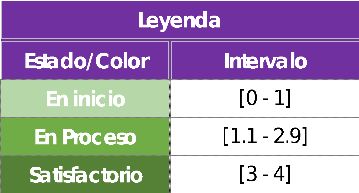 Leyenda
Estado/Color Intervalo
En inicio [0 - 1]
En Proceso [1.1 - 2.9]
Satisfactorio [3 - 4]